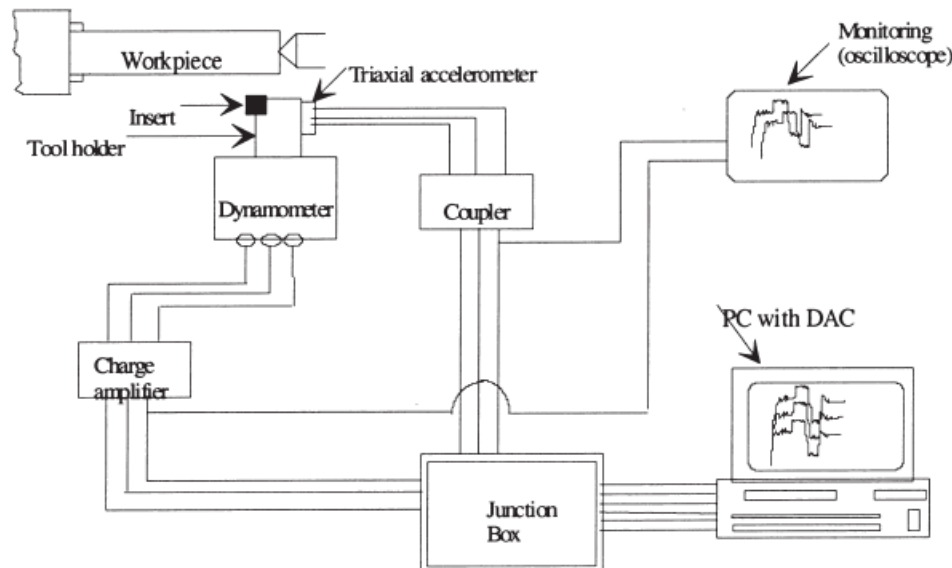 Monitoring
(oscilloscope)
Workpiece
Triaxial accelerometer
Insert
Tool holder
Dynamometer
Coupler
PC with DAC
Charge
amplifier
Junction
Box